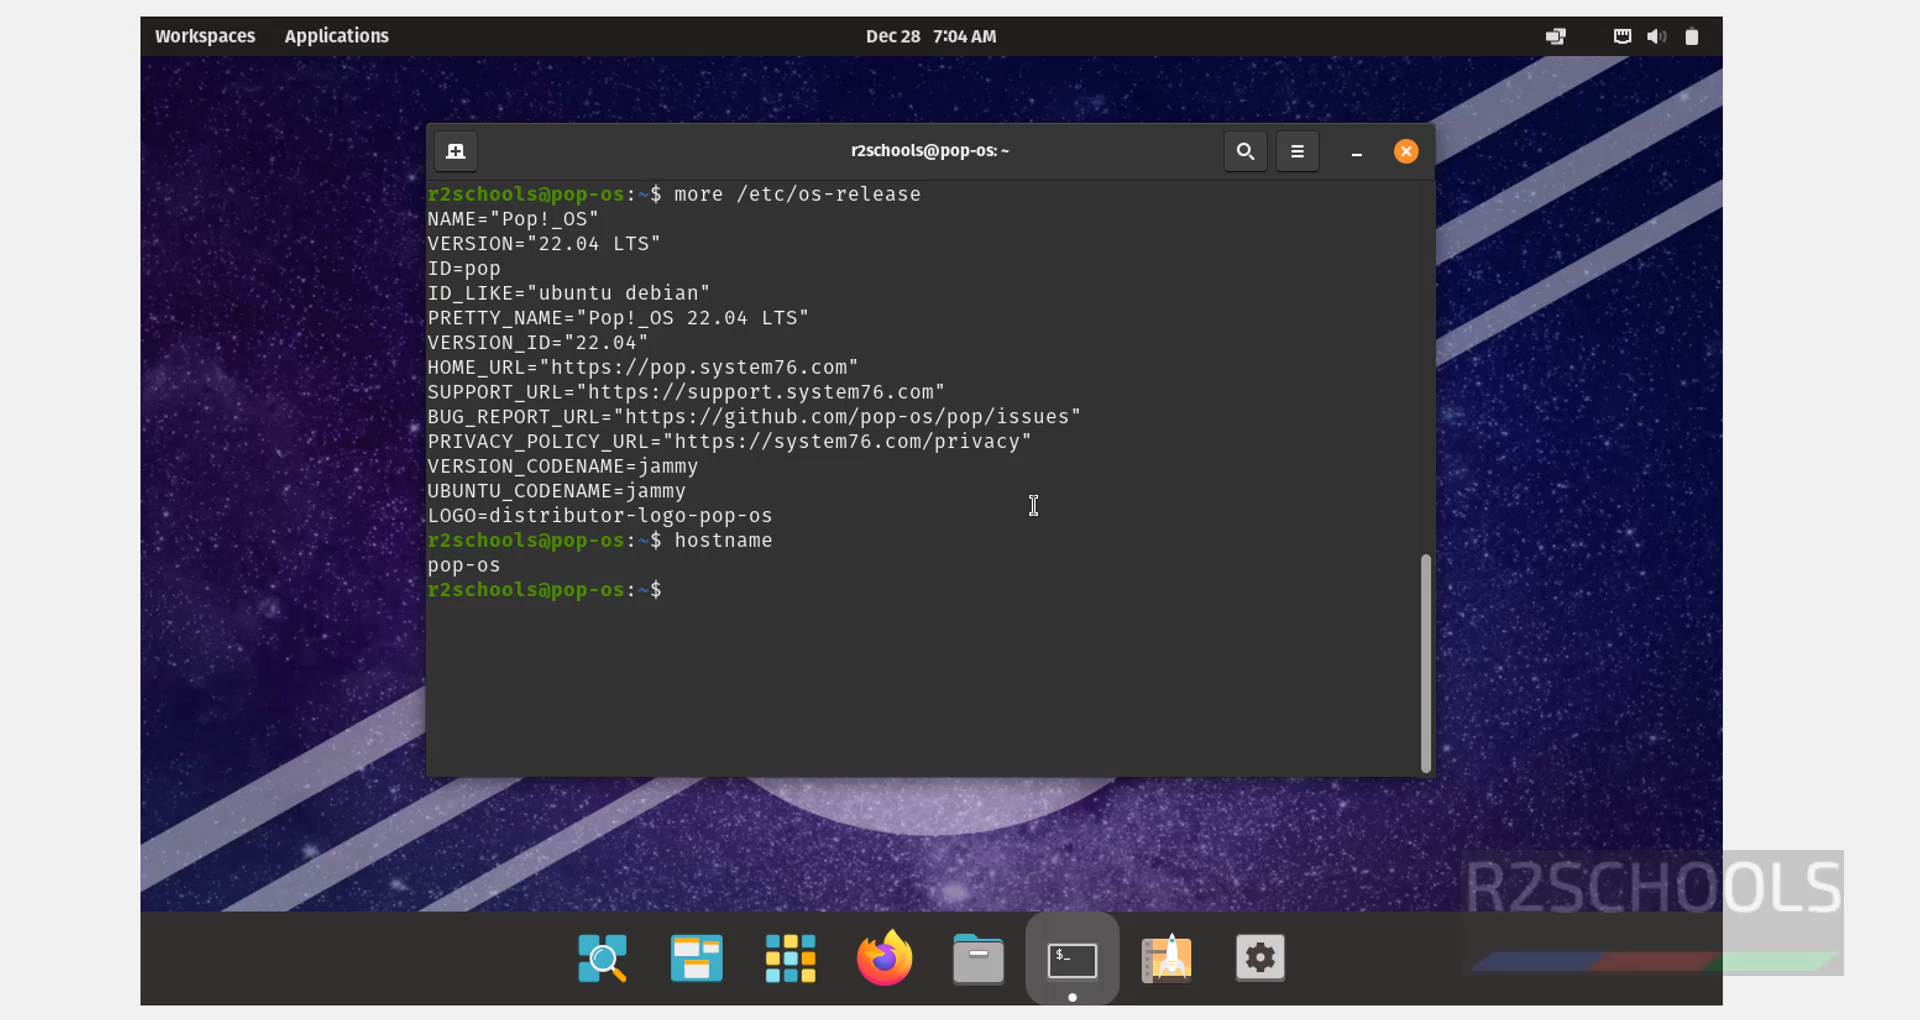 Workspaces Applications Dec 28 7:04 AM
r2schools@pop-os: ~
r2schools@pop-os:~$ more /etc/os-release
NAME="Pop!_OS"
VERSION="22.04 LTS"
ID=pop
ID_LIKE="ubuntu debian"
PRETTY_NAME="Pop!_OS 22.04 LTS"
VERSION_ID="22.04"
HOME_URL="https://pop.system76.com"
SUPPORT_URL="https://support.system76.com"
BUG_REPORT_URL="https://github.com/pop-os/pop/issues"
PRIVACY_POLICY_URL="https://system76.com/privacy"
VERSION_CODENAME=jammy
UBUNTU_CODENAME=jammy
LOGO=distributor-logo-pop-os
r2schools@pop-os:~$ hostname
pop-os
r2schools@pop-os:~$
R2SCHOOLS
$_